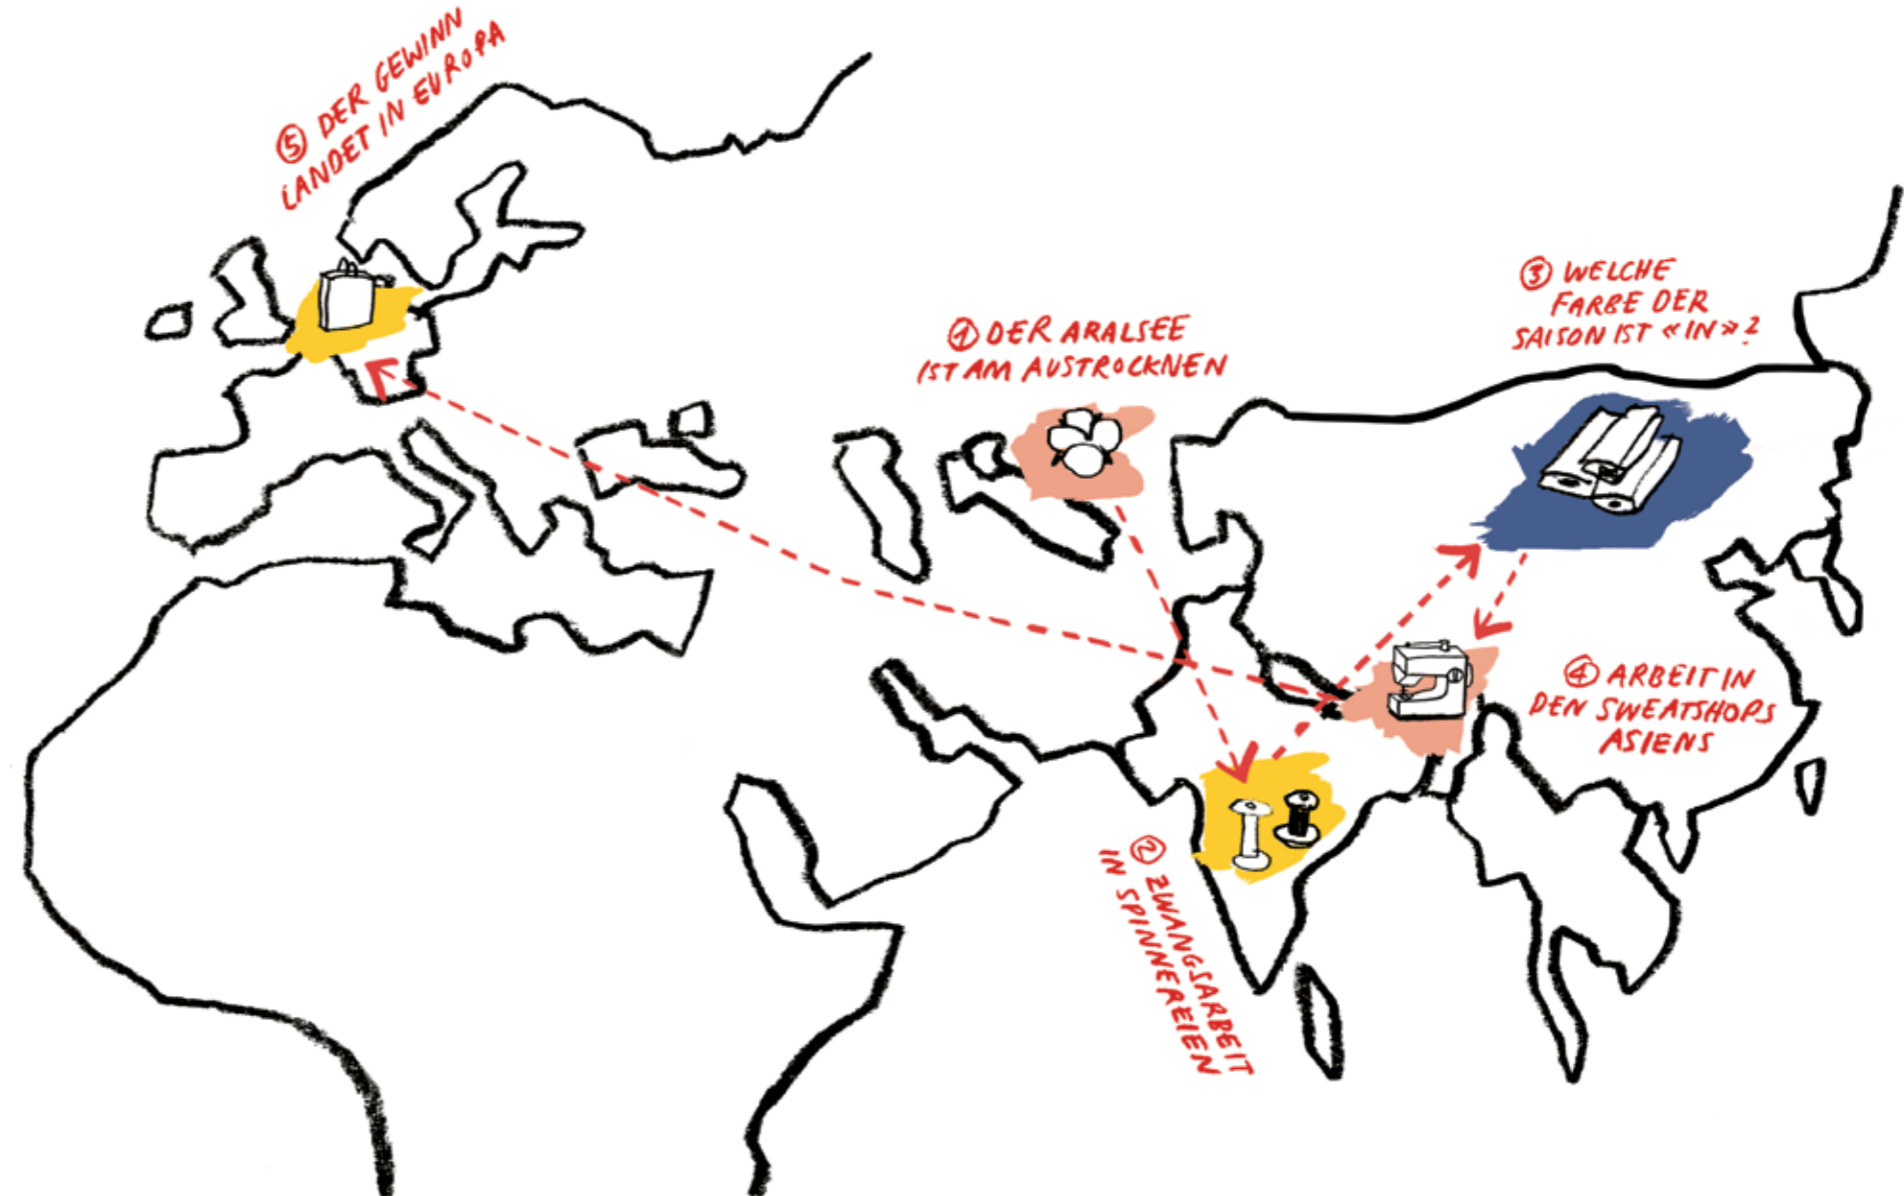 ⑤ DER GEWINN
LANDET IN EUROPA
① DER ARALSEE
IST AM AUSTROCKNEN
③ WELCHE
FARBE DER
SAISON IST «IN»?
④ ARBEIT IN
DEN SWEATSHOPS
ASIENS
② ZWANGSARBEIT
IN SPINNEREIEN